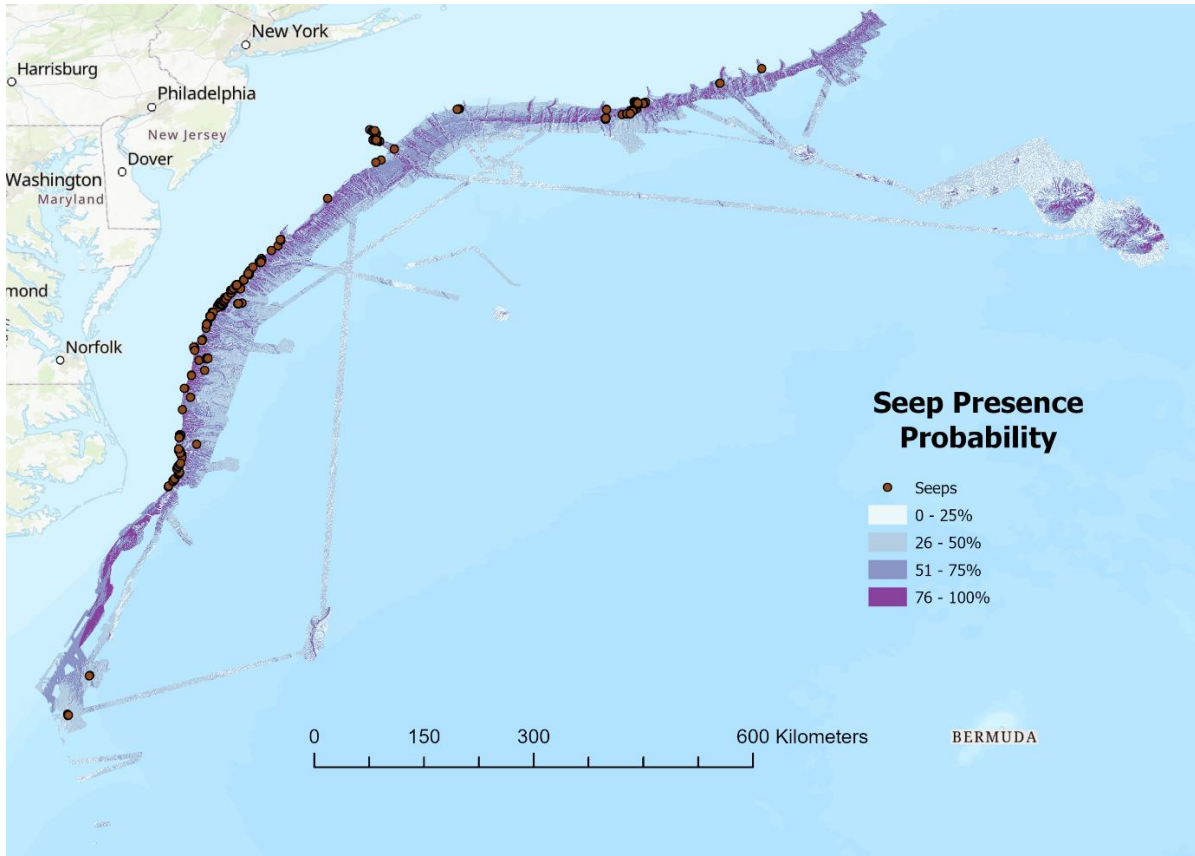 New York
Harrisburg
Philadelphia
New Jersey
Dover
Washington
Maryland
mond
Norfolk
Seep Presence
Probability
Seeps
0 - 25%
26 - 50%
51 - 75%
76 - 100%
0 150 300 600 Kilometers
BERMUDA